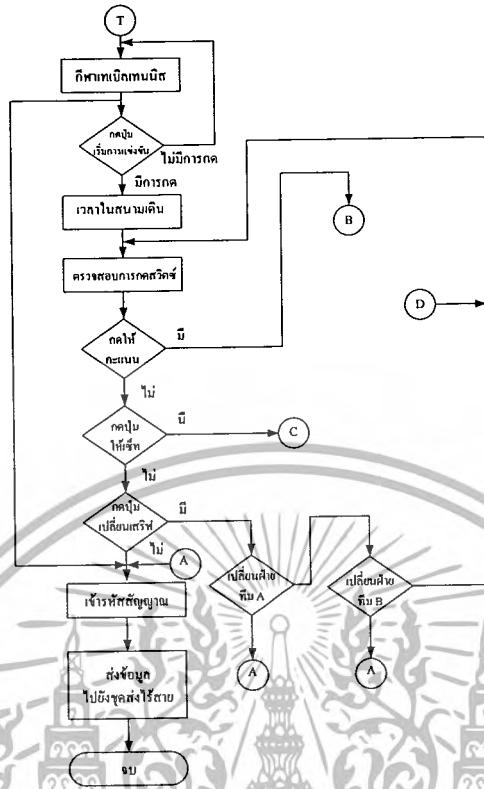 T
กีฬาเทเบิลเทนนิส
กดปุ่ม
เริ่มการแข่งขัน
ไม่มีการกด
มีการกด
เวลาในสนามเดิน
B
ตรวจสอบการกดสวิตซ์
D
กดให้
คะแนน
มี
ไม่
กดปุ่ม
ให้เซ็ท
มี
C
ไม่
กดปุ่ม
เปลี่ยนเสริฟ
มี
ไม่
A
เปลี่ยนฝ่าย
ทีม A
เปลี่ยนฝ่าย
ทีม B
เข้ารหัสสัญญาณ
A
A
ส่งข้อมูล
ไปยังชุดส่งไร้สาย
จบ